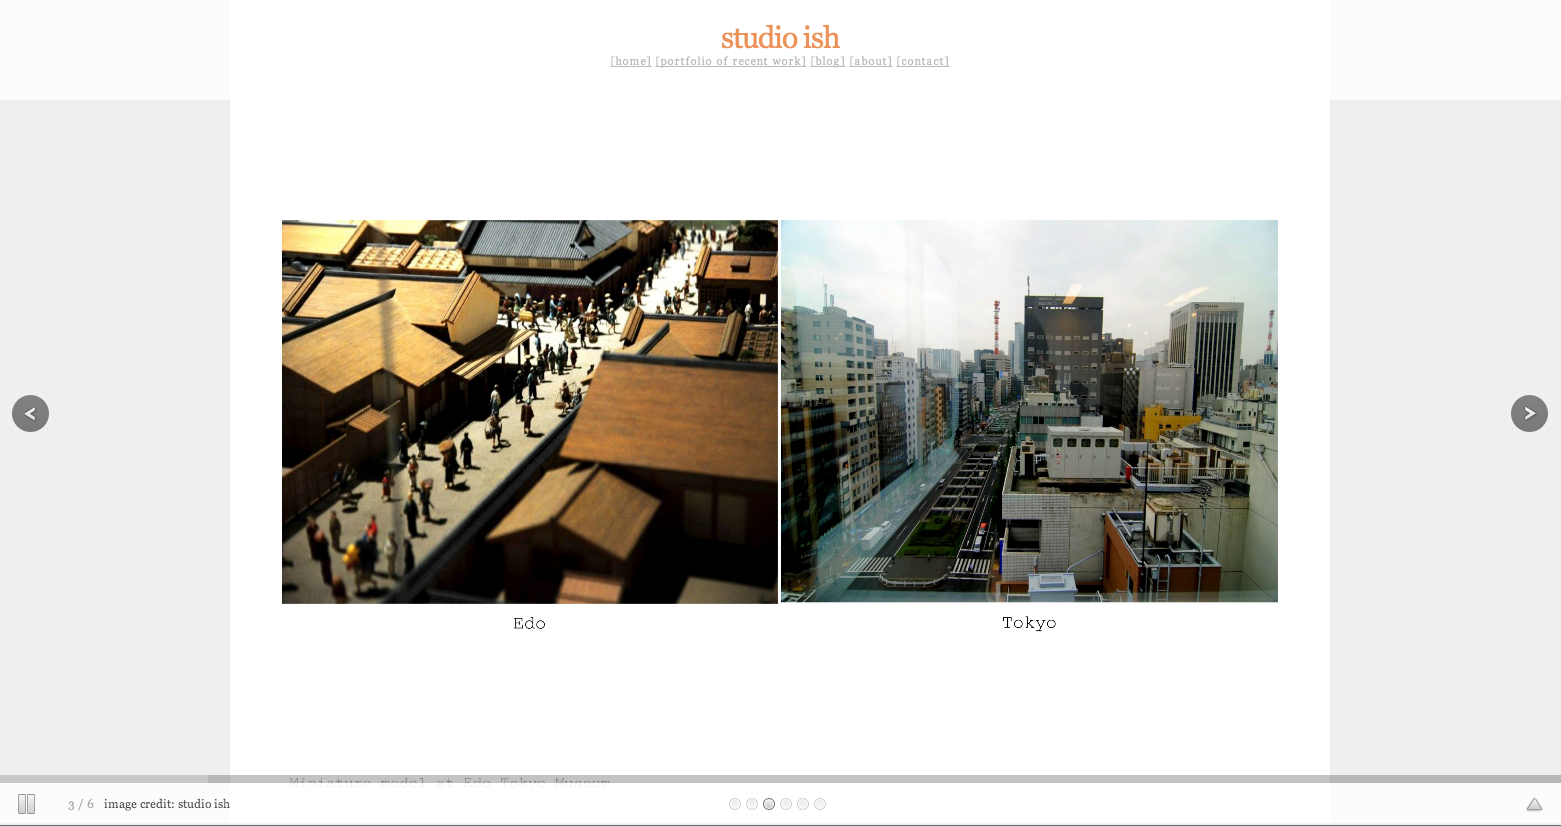 studio ish
[home] [portfolio of recent work] [blog] [about] [contact]
Edo
Tokyo
Miniature model at Edo Tokyo Museum
3 / 6 image credit: studio ish